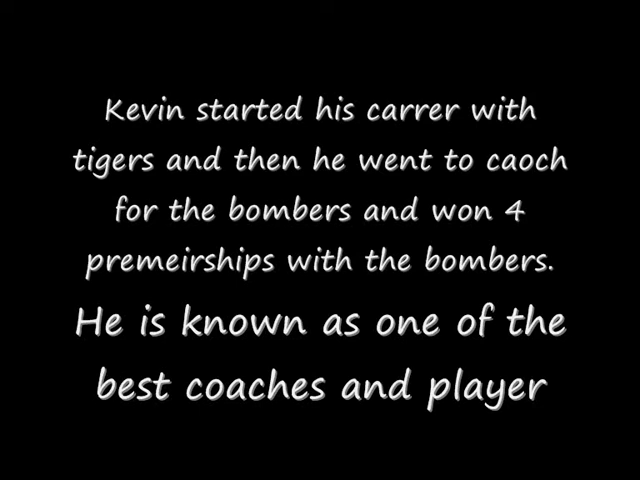 Kevin started his carrer with
tigers and then he went to caoch
for the bombers and won 4
premeirships with the bombers.
He is known as one of the
best coaches and player